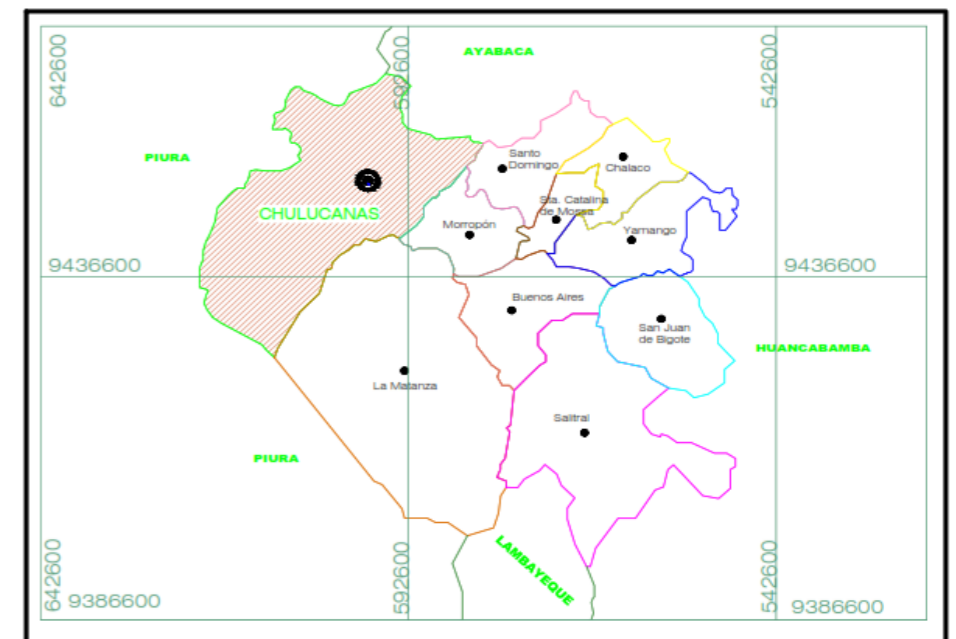 AYABACA
642600
592600
542600
PIURA
Santo
Domingo
Chalaco
CHULUCANAS
Sta. Catalina
de Mossa
Morropón
Yamango
9436600
9436600
Buenos Aires
San Juan
de Bigote
HUANCABAMBA
La Matanza
Salitral
PIURA
LAMBAYEQUE
642600
592600
542600
9386600
9386600